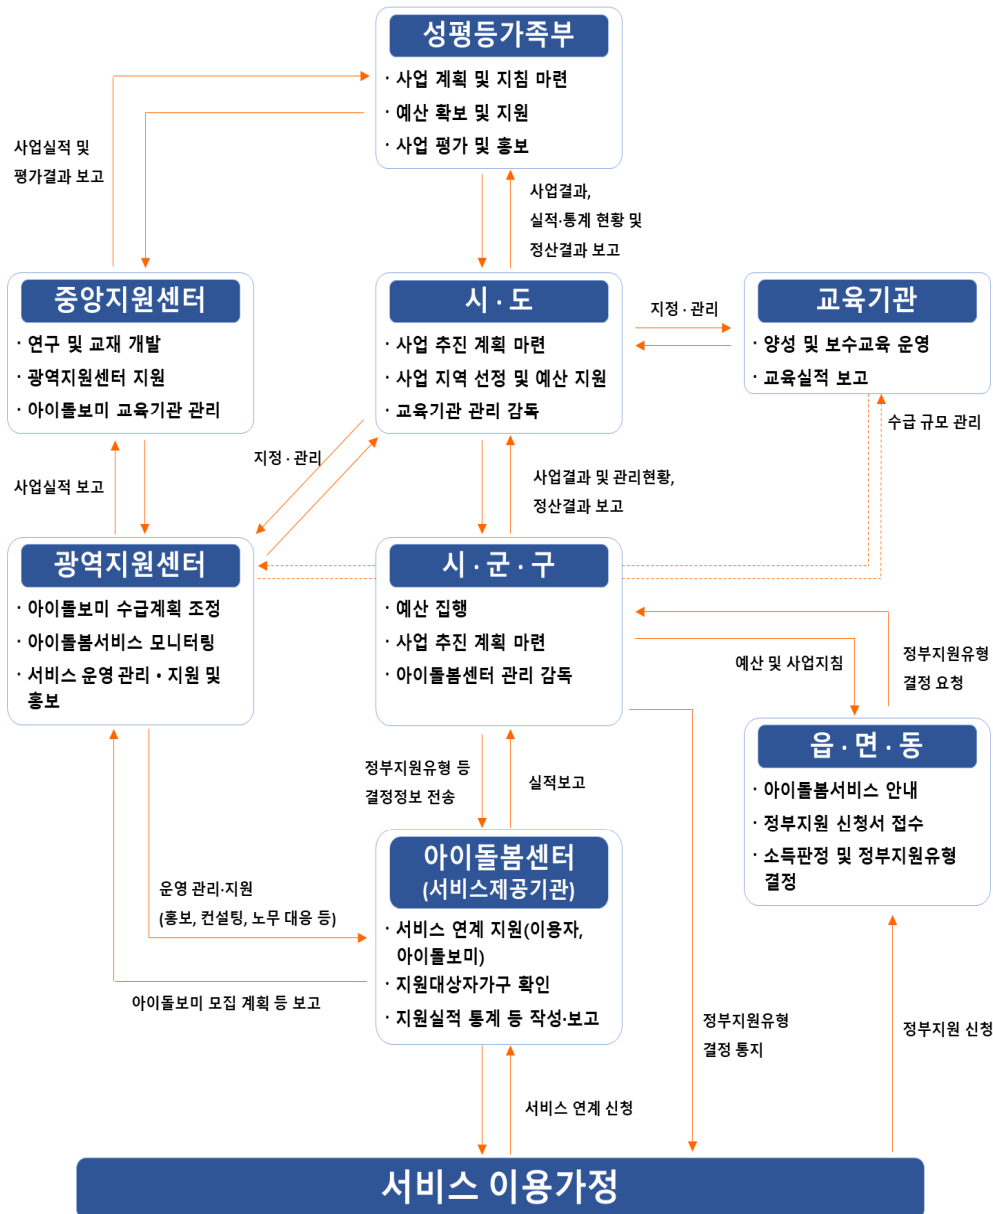 성평등가족부
· 사업 계획 및 지침 마련
· 예산 확보 및 지원
· 사업 평가 및 홍보
사업실적 및
평가결과 보고
사업결과,
실적·통계 현황 및
정산결과 보고
중앙지원센터
· 연구 및 교재 개발
· 광역지원센터 지원
· 아이돌보미 교육기관 관리
시 · 도
· 사업 추진 계획 마련
· 사업 지역 선정 및 예산 지원
· 교육기관 관리 감독
지정 · 관리
교육기관
· 양성 및 보수교육 운영
· 교육실적 보고
수급 규모 관리
사업실적 보고
지정 · 관리
사업결과 및 관리현황,
정산결과 보고
광역지원센터
· 아이돌보미 수급계획 조정
· 아이돌봄서비스 모니터링
· 서비스 운영 관리 • 지원 및
홍보
시 · 군 · 구
· 예산 집행
· 사업 추진 계획 마련
· 아이돌봄센터 관리 감독
예산 및 사업지침
정부지원유형
결정 요청
읍 · 면 · 동
· 아이돌봄서비스 안내
· 정부지원 신청서 접수
· 소득판정 및 정부지원유형
결정
정부지원유형 등
결정정보 전송
실적보고
아이돌봄센터
(서비스제공기관)
· 서비스 연계 지원(이용자,
아이돌보미)
· 지원대상자가구 확인
· 지원실적 통계 등 작성·보고
운영 관리·지원
(홍보, 컨설팅, 노무 대응 등)
아이돌보미 모집 계획 등 보고
정부지원유형
결정 통지
정부지원 신청
서비스 연계 신청
서비스 이용가정